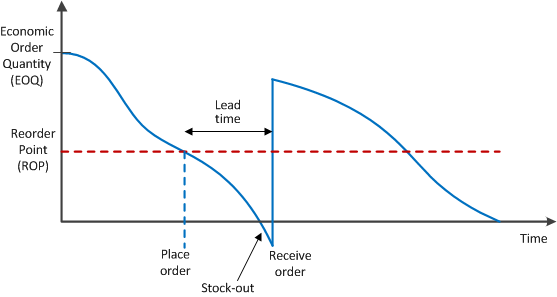 Economic
Order
Quantity
(EOQ)
Lead
time
Reorder
Point
(ROP)
Time
Place
order
Receive
order
Stock-out